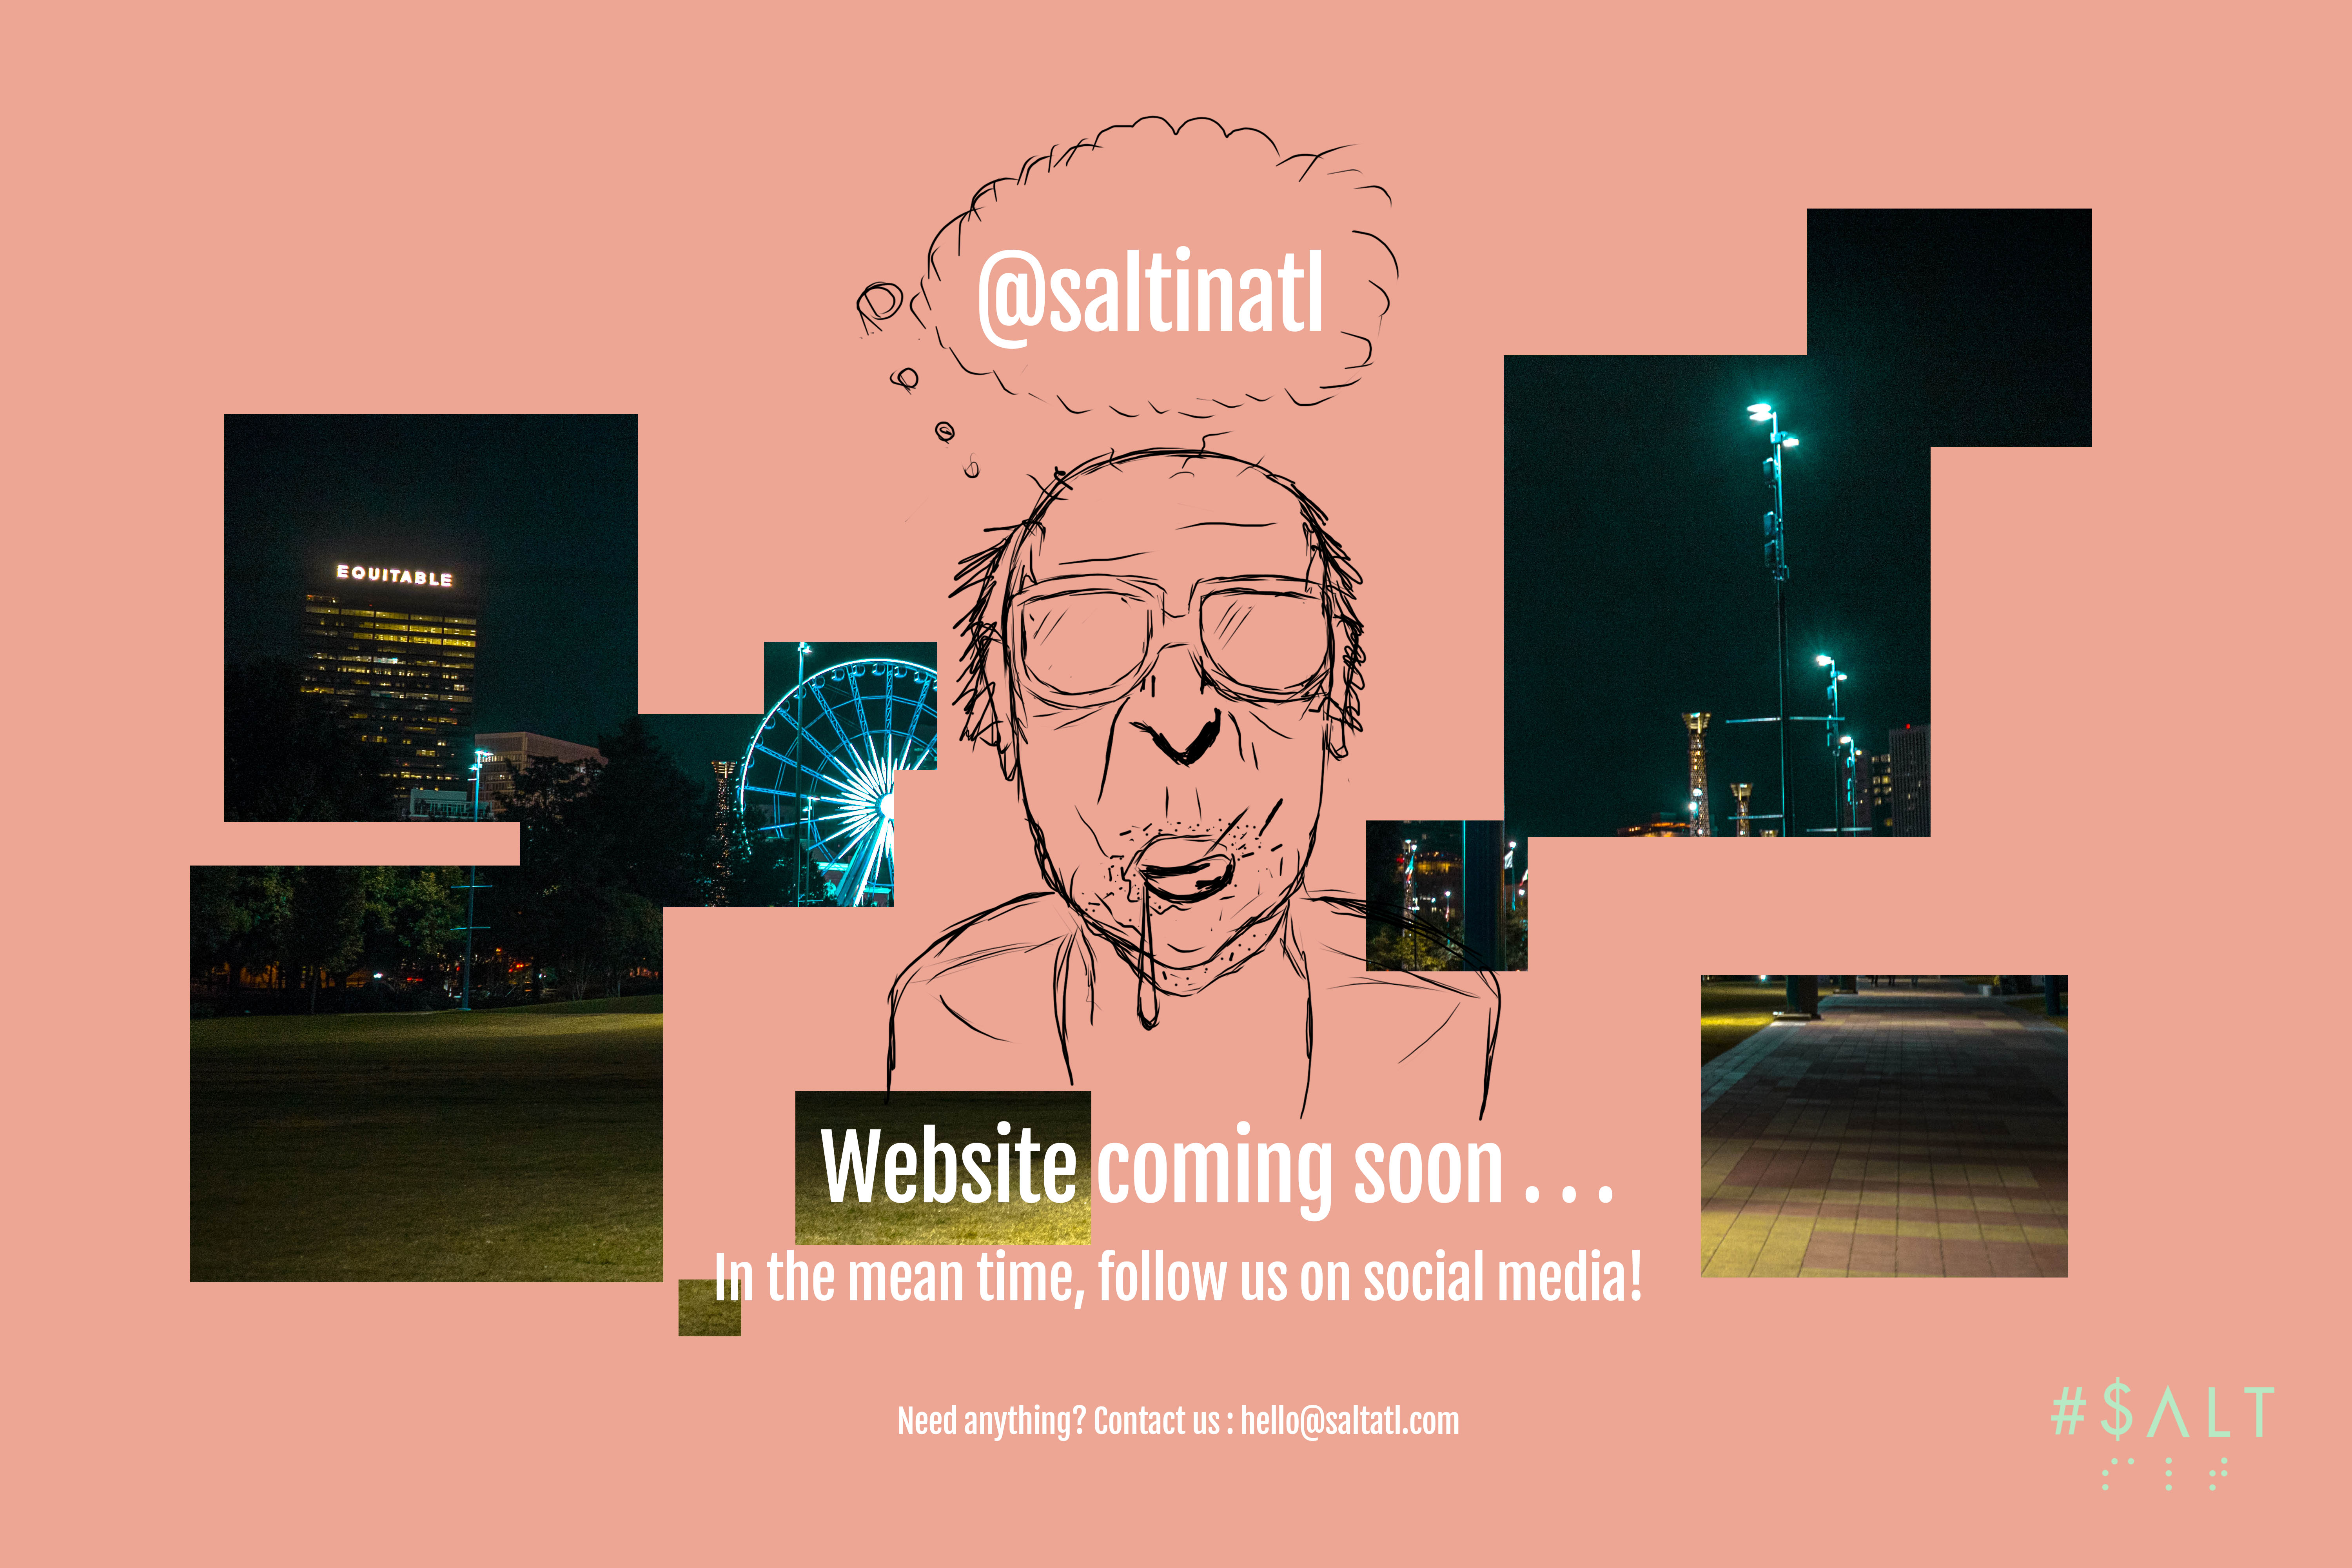 @saltinatl
EQUITABLE
Website coming soon . . .
In the mean time, follow us on social media!
Need anything? Contact us : hello@saltatl.com
#$ALT